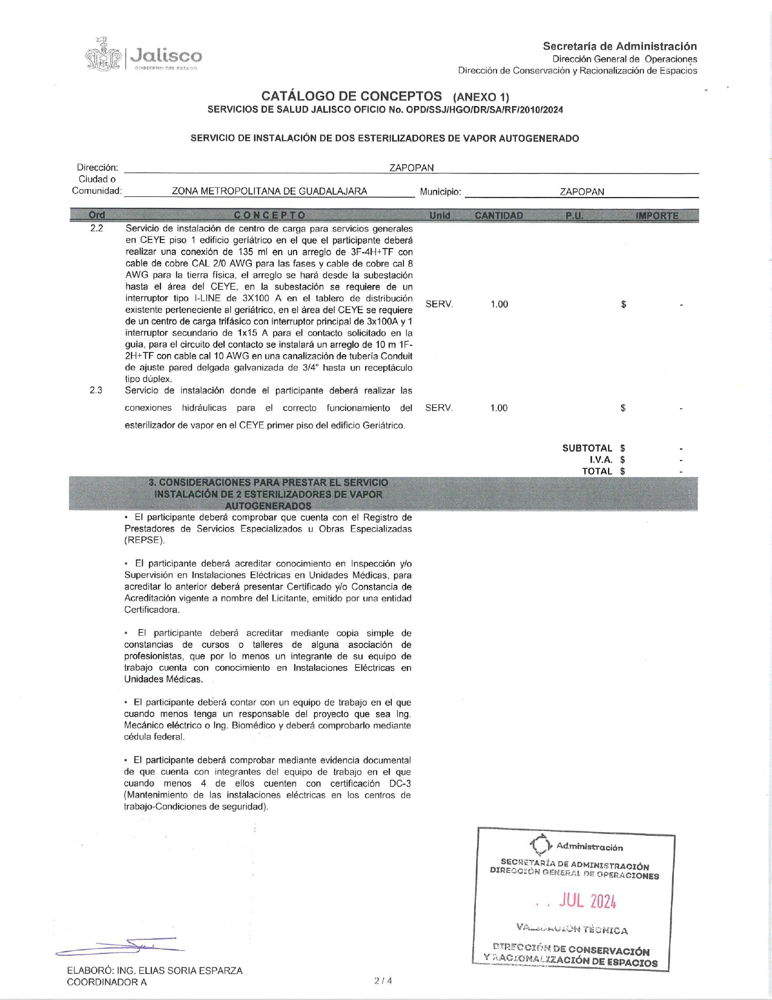 Jalisco
GOBIERNO DEL ESTADO
Secretaría de Administración
Dirección General de Operaciones
Dirección de Conservación y Racionalización de Espacios
CATÁLOGO DE CONCEPTOS (ANEXO 1)
SERVICIOS DE SALUD JALISCO OFICIO No. OPD/SSJ/HGO/DR/SA/RF/2010/2024
SERVICIO DE INSTALACIÓN DE DOS ESTERILIZADORES DE VAPOR AUTOGENERADO
Dirección: ZAPOPAN
Ciudad o
Comunidad: ZONA METROPOLITANA DE GUADALAJARA Municipio: ZAPOPAN
Ord CONCEPTO Unid CANTIDAD P.U. IMPORTE
2.2 Servicio de instalación de centro de carga para servicios generales
en CEYE piso 1 edificio geriátrico en el que el participante deberá
realizar una conexión de 135 ml en un arreglo de 3F-4H+TF con
cable de cobre CAL 2/0 AWG para las fases y cable de cobre cal 8
AWG para la tierra física, el arreglo se hará desde la subestación
hasta el área del CEYE, en la subestación se requiere de un
interruptor tipo I-LINE de 3X100 A en el tablero de distribución
existente perteneciente al geriátrico, en el área del CEYE se requiere
SERV. 1.00 $ -
de un centro de carga trifásico con interruptor principal de 3x100A y 1
interruptor secundario de 1x15 A para el contacto solicitado en la
guía, para el circuito del contacto se instalará un arreglo de 10 m 1F-
2H+TF con cable cal 10 AWG en una canalización de tubería Conduit
de ajuste pared delgada galvanizada de 3/4" hasta un receptáculo
tipo dúplex.
2.3 Servicio de instalación donde el participante deberá realizar las
conexiones hidráulicas para el correcto funcionamiento del SERV. 1.00 $ -
esterilizador de vapor en el CEYE primer piso del edificio Geriátrico.
SUBTOTAL $ -
I.V.A. $ -
TOTAL $ -
3. CONSIDERACIONES PARA PRESTAR EL SERVICIO
INSTALACIÓN DE 2 ESTERILIZADORES DE VAPOR
AUTOGENERADOS
▪ El participante deberá comprobar que cuenta con el Registro de
Prestadores de Servicios Especializados u Obras Especializadas
(REPSE).
▪ El participante deberá acreditar conocimiento en Inspección y/o
Supervisión en Instalaciones Eléctricas en Unidades Médicas, para
acreditar lo anterior deberá presentar Certificado y/o Constancia de
Acreditación vigente a nombre del Licitante, emitido por una entidad
Certificadora.
▪ El participante deberá acreditar mediante copia simple de
constancias de cursos o talleres de alguna asociación de
profesionistas, que por lo menos un integrante de su equipo de
trabajo cuenta con conocimiento en Instalaciones Eléctricas en
Unidades Médicas.
▪ El participante deberá contar con un equipo de trabajo en el que
cuando menos tenga un responsable del proyecto que sea Ing.
Mecánico eléctrico o Ing. Biomédico y deberá comprobarlo mediante
cédula federal.
▪ El participante deberá comprobar mediante evidencia documental
de que cuenta con integrantes del equipo de trabajo en el que
cuando menos 4 de ellos cuenten con certificación DC-3
(Mantenimiento de las instalaciones eléctricas en los centros de
trabajo-Condiciones de seguridad).
Administración
SECRETARÍA DE ADMINISTRACIÓN
DIRECCIÓN GENERAL DE OPERACIONES
JUL 2024
VALIDACIÓN TÉCNICA
DIRECCIÓN DE CONSERVACIÓN
Y RACIONALIZACIÓN DE ESPACIOS
ELABORÓ: ING. ELIAS SORIA ESPARZA
COORDINADOR A
2 / 4